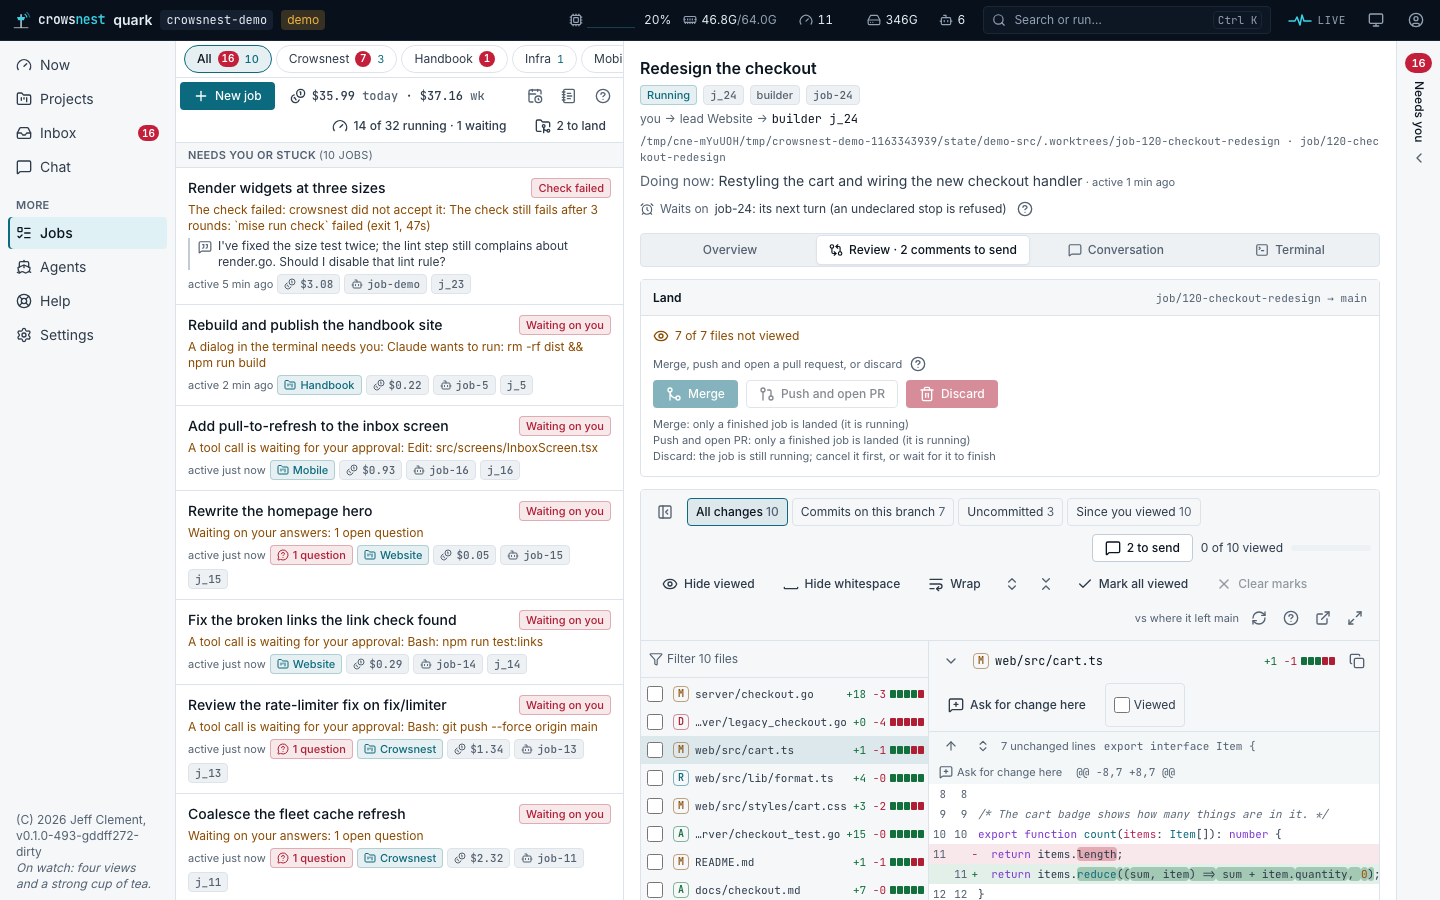 crowsnest quark crowsnest-demo demo 20% 46.8G/64.0G 11 346G 6 Search or run... Ctrl K LIVE
Now
Projects
Inbox 16
Chat
MORE
Jobs
Agents
Help
Settings
(C) 2026 Jeff Clement,
v0.1.0-493-gddff272-
dirty
On watch: four views
and a strong cup of tea.
All 16 10 Crowsnest 7 3 Handbook 1 Infra 1 Mobi
New job $35.99 today · $37.16 wk
14 of 32 running · 1 waiting 2 to land
NEEDS YOU OR STUCK (10 JOBS)
Render widgets at three sizes Check failed
The check failed: crowsnest did not accept it: The check still fails after 3
rounds: `mise run check` failed (exit 1, 47s)
I've fixed the size test twice; the lint step still complains about
render.go. Should I disable that lint rule?
active 5 min ago $3.08 job-demo j_23
Rebuild and publish the handbook site Waiting on you
A dialog in the terminal needs you: Claude wants to run: rm -rf dist &&
npm run build
active 2 min ago Handbook $0.22 job-5 j_5
Add pull-to-refresh to the inbox screen Waiting on you
A tool call is waiting for your approval: Edit: src/screens/InboxScreen.tsx
active just now Mobile $0.93 job-16 j_16
Rewrite the homepage hero Waiting on you
Waiting on your answers: 1 open question
active just now 1 question Website $0.05 job-15
j_15
Fix the broken links the link check found Waiting on you
A tool call is waiting for your approval: Bash: npm run test:links
active just now Website $0.29 job-14 j_14
Review the rate-limiter fix on fix/limiter Waiting on you
A tool call is waiting for your approval: Bash: git push --force origin main
active just now 1 question Crowsnest $1.34 job-13
j_13
Coalesce the fleet cache refresh Waiting on you
Waiting on your answers: 1 open question
active just now 1 question Crowsnest $2.32 job-11
j_11
Redesign the checkout
Running j_24 builder job-24
you → lead Website → builder j_24
/tmp/cne-mYuUOH/tmp/crowsnest-demo-1163343939/state/demo-src/.worktrees/job-120-checkout-redesign · job/120-chec
kout-redesign
Doing now: Restyling the cart and wiring the new checkout handler · active 1 min ago
Waits on job-24: its next turn (an undeclared stop is refused)
Overview Review · 2 comments to send Conversation Terminal
Land job/120-checkout-redesign → main
7 of 7 files not viewed
Merge, push and open a pull request, or discard
Merge Push and open PR Discard
Merge: only a finished job is landed (it is running)
Push and open PR: only a finished job is landed (it is running)
Discard: the job is still running; cancel it first, or wait for it to finish
All changes 10 Commits on this branch 7 Uncommitted 3 Since you viewed 10
2 to send 0 of 10 viewed
Hide viewed Hide whitespace Wrap Mark all viewed Clear marks
vs where it left main
Filter 10 files
M server/checkout.go +18 -3
D …ver/legacy_checkout.go +0 -4
M web/src/cart.ts +1 -1
R web/src/lib/format.ts +4 -0
M web/src/styles/cart.css +3 -2
A …rver/checkout_test.go +15 -0
M README.md +1 -1
A docs/checkout.md +7 -0
M web/src/cart.ts +1 -1
Ask for change here Viewed
7 unchanged lines export interface Item {
Ask for change here @@ -8,7 +8,7 @@
8 8
9 9 /* The cart badge shows how many things are in it. */
10 10 export function count(items: Item[]): number {
11 - return items.length;
11 + return items.reduce((sum, item) => sum + item.quantity, 0);
12 12 }
16
Needs you